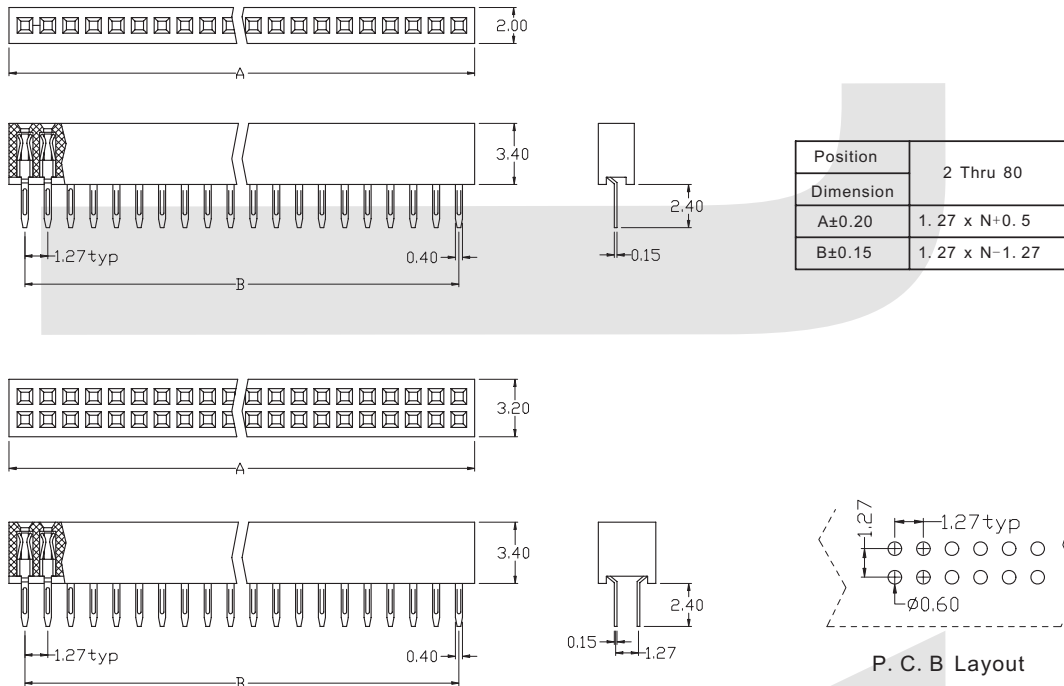 2.00
A
3.40
2.40
1.27typ
0.40
0.15
B
Position
2 Thru 80
Dimension
A±0.20 1.27 x N+0.5
B±0.15 1.27 x N-1.27
3.20
A
3.40
2.40
1.27typ
0.40
0.15
1.27
B
1.27
1.27typ
Ø0.60
P.C.B Layout